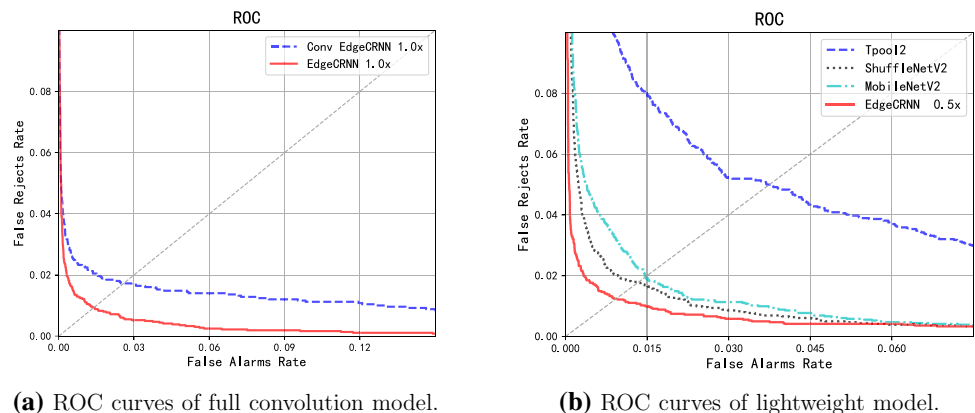 ROC
Conv EdgeCRNN 1.0x
EdgeCRNN 1.0x
False Rejects Rate
0.08
0.06
0.04
0.02
0.00
0.00 0.03 0.06 0.09 0.12
False Alarms Rate
(a) ROC curves of full convolution model.
ROC
Tpool2
ShuffleNetV2
MobileNetV2
EdgeCRNN 0.5x
False Rejects Rate
0.08
0.06
0.04
0.02
0.00
0.000 0.015 0.030 0.045 0.060
False Alarms Rate
(b) ROC curves of lightweight model.